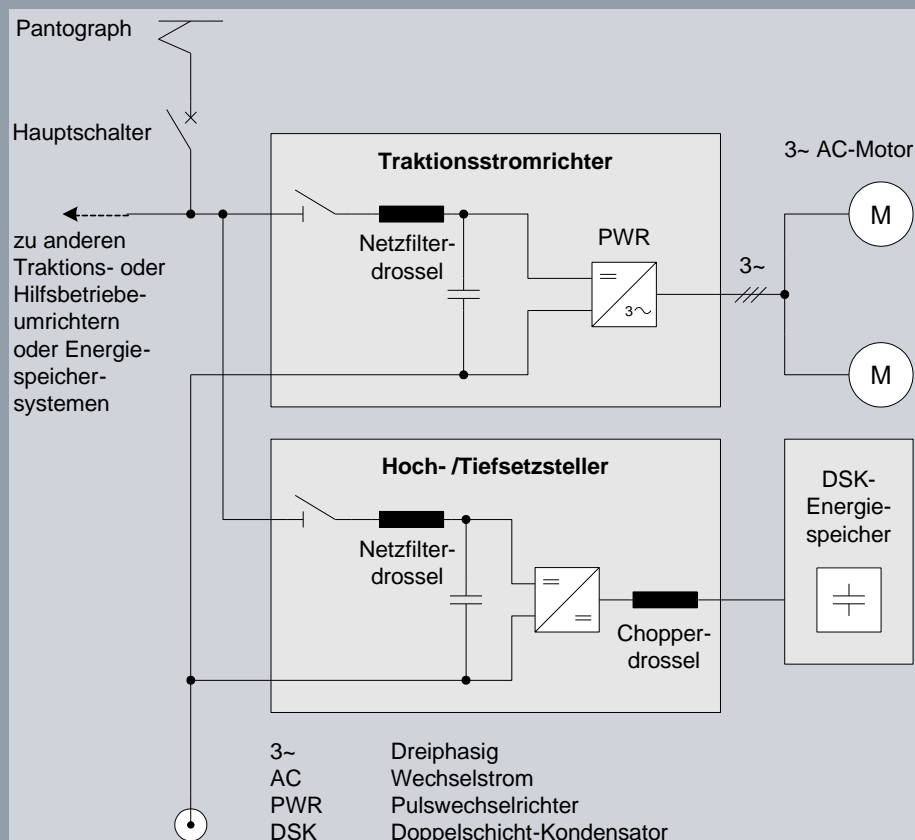 Pantograph
Hauptschalter
zu anderen
Traktions- oder
Hilfsbetriebe-
umrichtern
oder Energie-
speicher-
systemen
Traktionsstromrichter
Netzfilter-
drossel
PWR
=
3~
3~
3~ AC-Motor
M
M
Hoch- /Tiefsetzsteller
Netzfilter-
drossel
=
=
Chopper-
drossel
DSK-
Energie-
speicher
3~ Dreiphasig
AC Wechselstrom
PWR Pulswechselrichter
DSK Doppelschicht-Kondensator